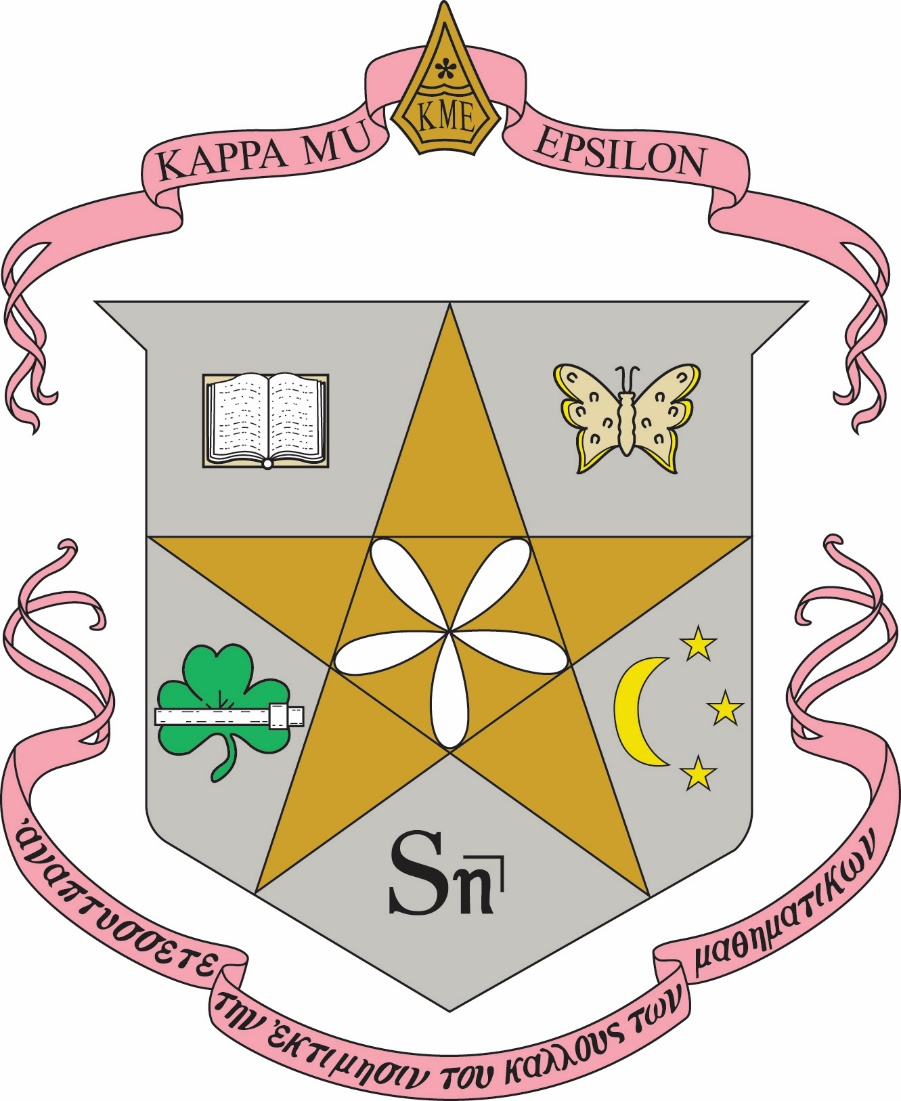 KME
KAPPA MU EPSILON
Sn
ἀναπτυσσετε
την ἐκτιμησιν του καλλους των
μαθηματικων